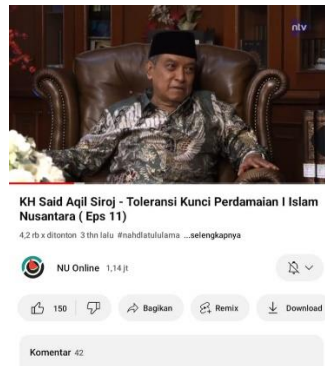 ntv
KH Said Aqil Siroj - Toleransi Kunci Perdamaian I Islam
Nusantara ( Eps 11)
4,2 rb x ditonton 3 thn lalu #nahdlatululama ...selengkapnya
NU Online 1,14 jt
150 Bagikan Remix Download
Komentar 42